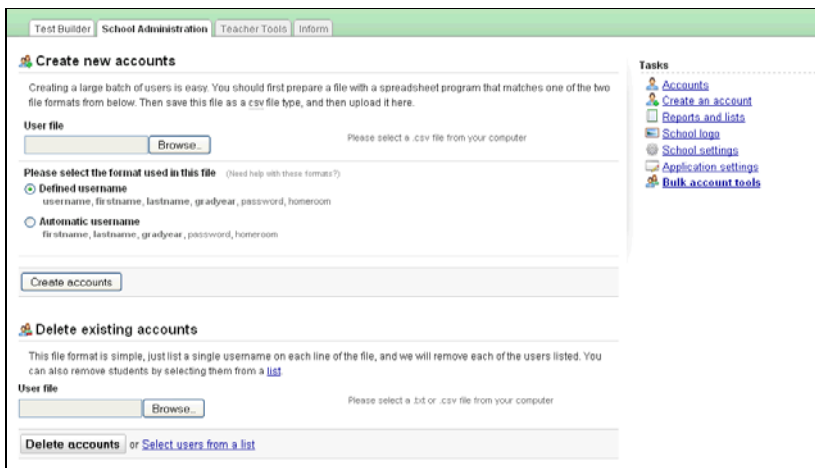 Test Builder School Administration Teacher Tools Inform
Create new accounts
Creating a large batch of users is easy. You should first prepare a file with a spreadsheet program that matches one of the two
file formats from below. Then save this file as a csv file type, and then upload it here.
User file
Browse... Please select a .csv file from your computer
Please select the format used in this file (Need help with these formats?)
Defined username
username, firstname, lastname, gradyear, password, homeroom
Automatic username
firstname, lastname, gradyear, password, homeroom
Create accounts
Delete existing accounts
This file format is simple, just list a single username on each line of the file, and we will remove each of the users listed. You
can also remove students by selecting them from a list.
User file
Browse... Please select a .txt or .csv file from your computer
Delete accounts or Select users from a list
Tasks
Accounts
Create an account
Reports and lists
School logo
School settings
Application settings
Bulk account tools